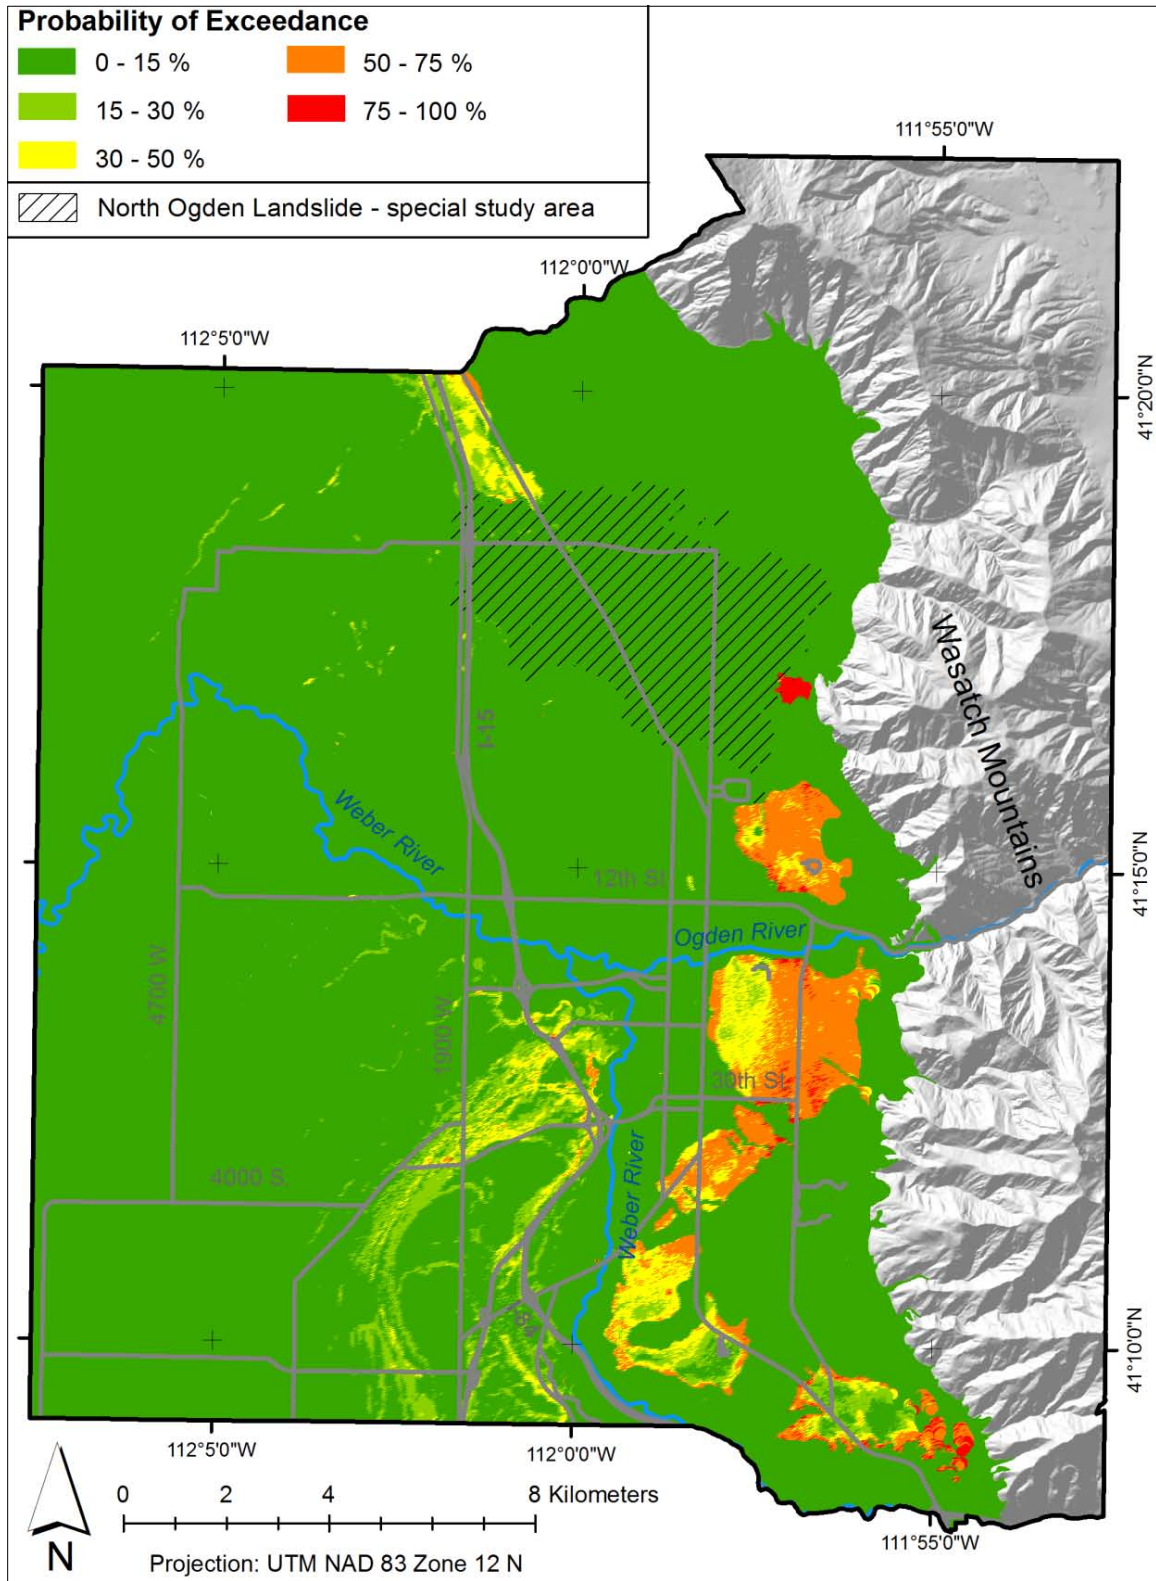 Probability of Exceedance
0 - 15 %
50 - 75 %
15 - 30 %
75 - 100 %
30 - 50 %
North Ogden Landslide - special study area
111°55'0"W
112°0'0"W
112°5'0"W
41°20'0"N
Wasatch Mountains
I-15
Weber River
41°15'0"N
12th St.
Ogden River
4700 W
1900 W
30th St.
Weber River
4000 S.
41°10'0"N
112°5'0"W
112°0'0"W
111°55'0"W
N
0 2 4 8 Kilometers
Projection: UTM NAD 83 Zone 12 N